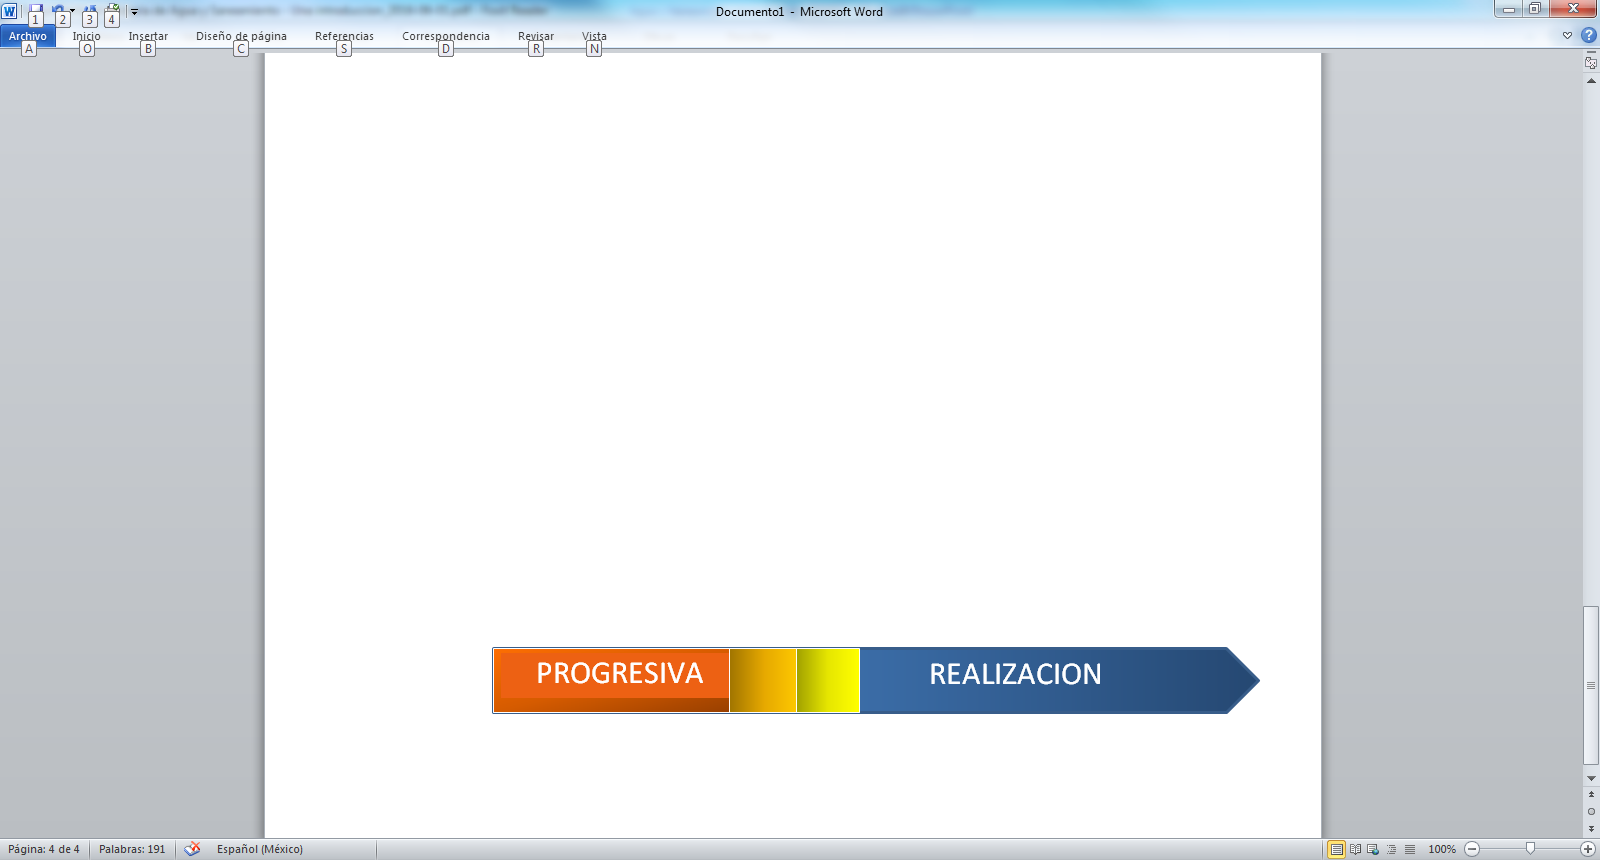 Documento1 - Microsoft Word
1 2 3 4
Archivo Inicio Insertar Diseño de página Referencias Correspondencia Revisar Vista
A O B C S D R N
PROGRESIVA REALIZACION
Página: 4 de 4 Palabras: 191 Español (México) 100%